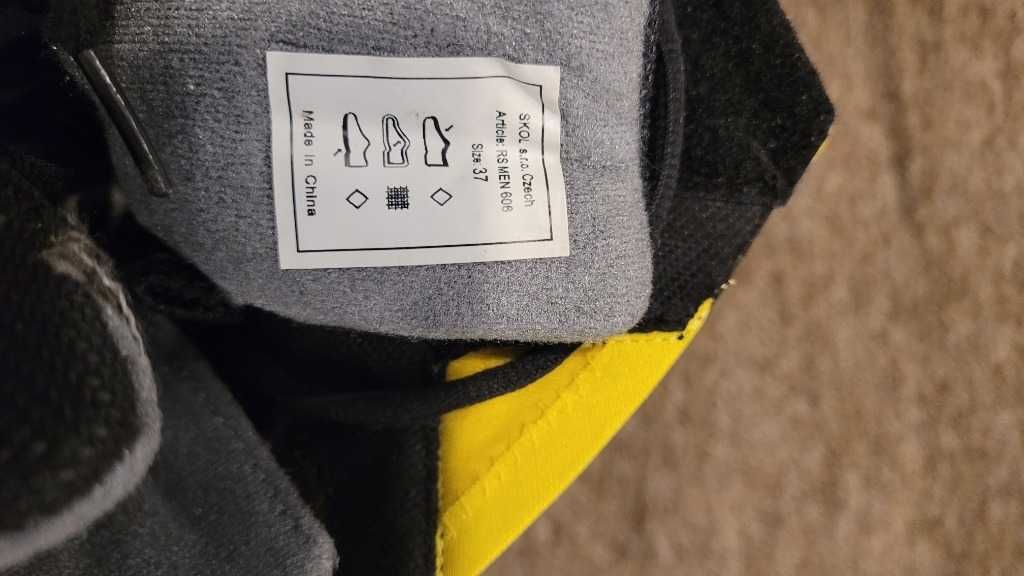 SKOL s.r.o. Czech
Article: RS MEN 606
Size 37
Made in China